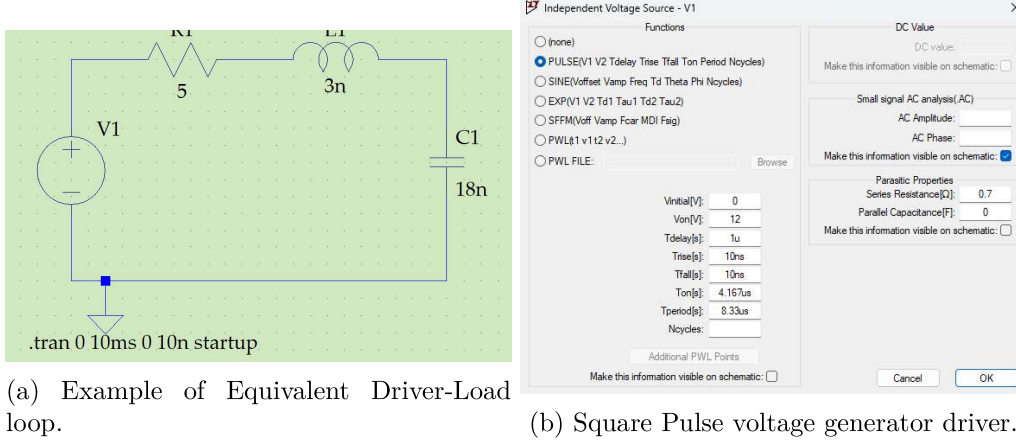 R1
L1
5
3n
V1
C1
18n
.tran 0 10ms 0 10n startup
(a) Example of Equivalent Driver-Load
loop.
Independent Voltage Source - V1
Functions
(none)
PULSE(V1 V2 Tdelay Trise Tfall Ton Period Ncycles)
SINE(Voffset Vamp Freq Td Theta Phi Ncycles)
EXP(V1 V2 Td1 Tau1 Td2 Tau2)
SFFM(Voff Vamp Fcar MDI Fsig)
PWL(t1 v1 t2 v2...)
PWL FILE:
Browse
Vinitial[V]: 0
Von[V]: 12
Tdelay[s]: 1u
Trise[s]: 10ns
Tfall[s]: 10ns
Ton[s]: 4.167us
Tperiod[s]: 8.33us
Ncycles:
Additional PWL Points
Make this information visible on schematic:
DC Value
DC value:
Make this information visible on schematic:
Small signal AC analysis(.AC)
AC Amplitude:
AC Phase:
Make this information visible on schematic:
Parasitic Properties
Series Resistance[Ω]: 0.7
Parallel Capacitance[F]: 0
Make this information visible on schematic:
Cancel
OK
(b) Square Pulse voltage generator driver.